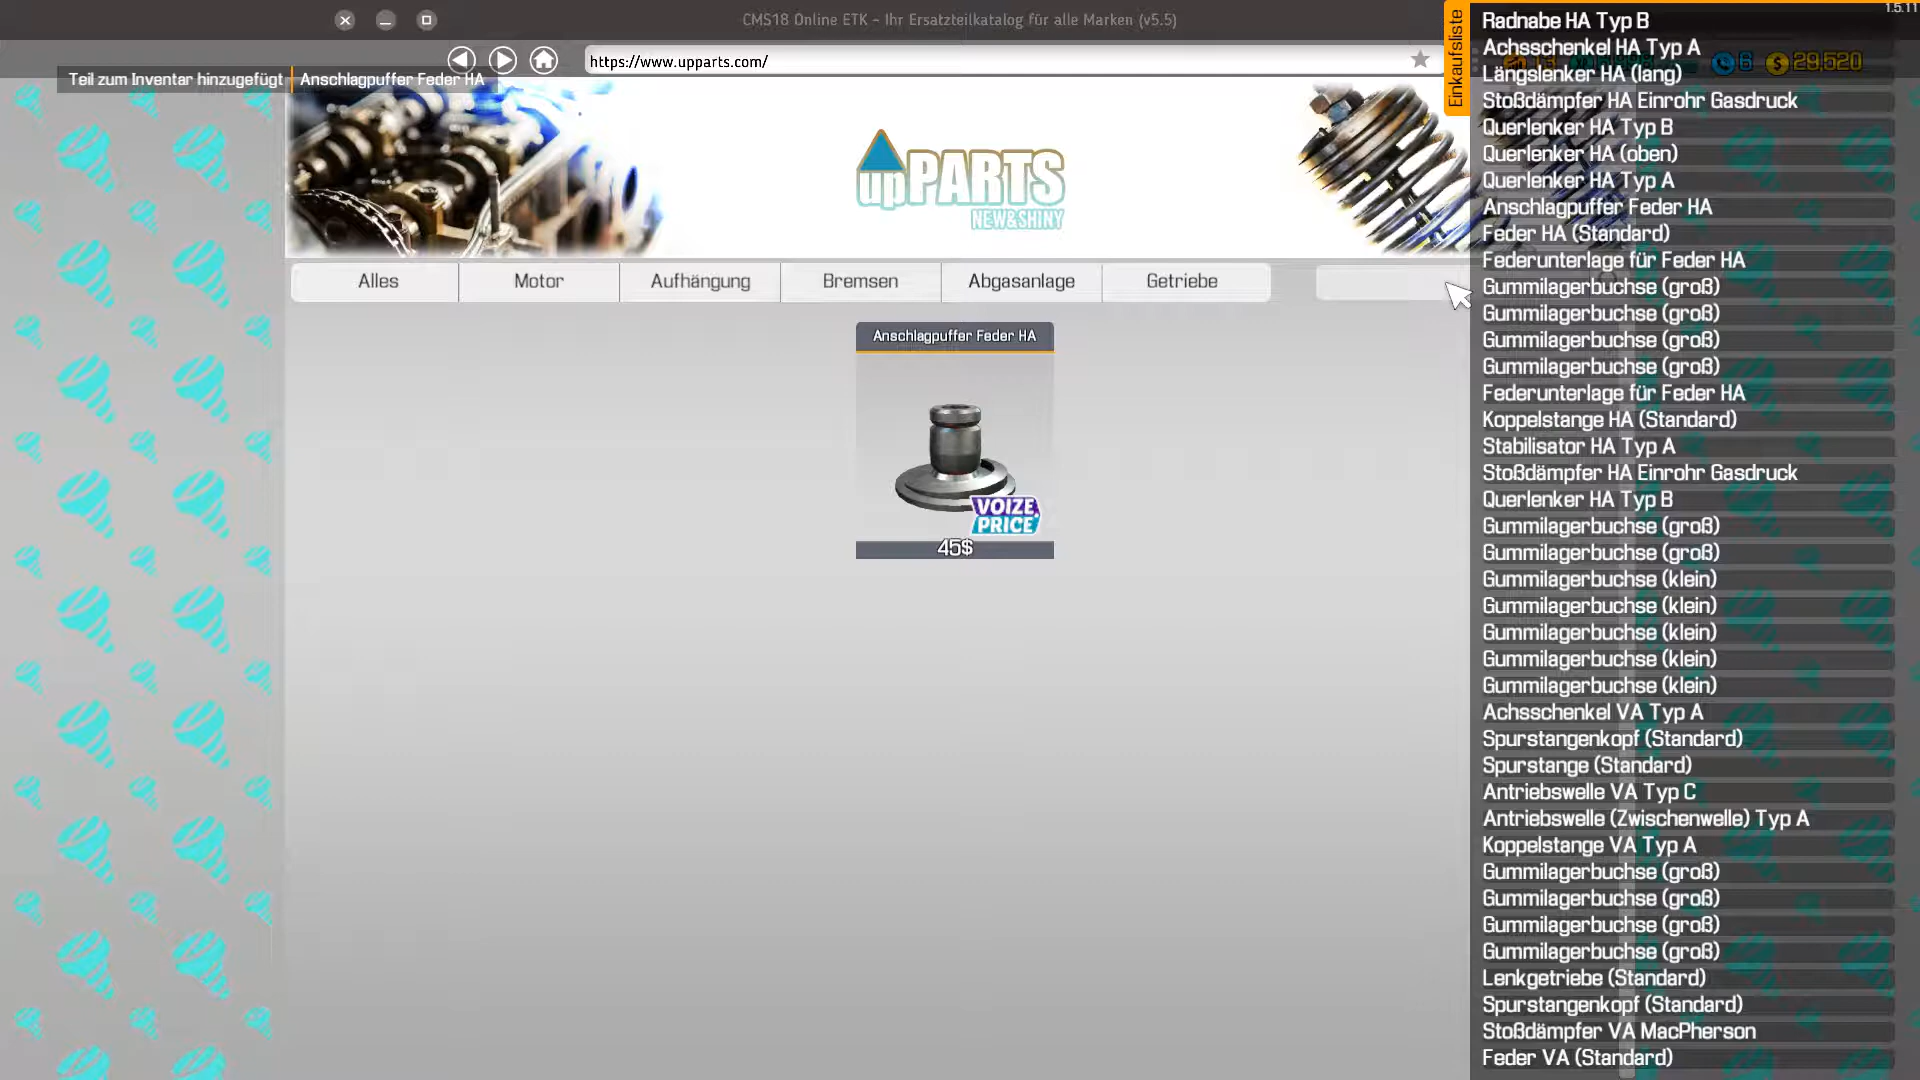 CMS18 Online ETK - Ihr Ersatzteilkatalog für alle Marken (v5.5)
1.5.11
https://www.upparts.com/
Teil zum Inventar hinzugefügt
Anschlagpuffer Feder HA
6
29,520
upPARTS
NEW&SHINY
Alles
Motor
Aufhängung
Bremsen
Abgasanlage
Getriebe
Anschlagpuffer Feder HA
VOIZE
PRICE
45$
Einkaufsliste
Radnabe HA Typ B
Achsschenkel HA Typ A
Längslenker HA (lang)
Stoßdämpfer HA Einrohr Gasdruck
Querlenker HA Typ B
Querlenker HA (oben)
Querlenker HA Typ A
Anschlagpuffer Feder HA
Feder HA (Standard)
Federunterlage für Feder HA
Gummilagerbuchse (groß)
Gummilagerbuchse (groß)
Gummilagerbuchse (groß)
Gummilagerbuchse (groß)
Federunterlage für Feder HA
Koppelstange HA (Standard)
Stabilisator HA Typ A
Stoßdämpfer HA Einrohr Gasdruck
Querlenker HA Typ B
Gummilagerbuchse (groß)
Gummilagerbuchse (groß)
Gummilagerbuchse (klein)
Gummilagerbuchse (klein)
Gummilagerbuchse (klein)
Gummilagerbuchse (klein)
Gummilagerbuchse (klein)
Achsschenkel VA Typ A
Spurstangenkopf (Standard)
Spurstange (Standard)
Antriebswelle VA Typ C
Antriebswelle (Zwischenwelle) Typ A
Koppelstange VA Typ A
Gummilagerbuchse (groß)
Gummilagerbuchse (groß)
Gummilagerbuchse (groß)
Gummilagerbuchse (groß)
Lenkgetriebe (Standard)
Spurstangenkopf (Standard)
Stoßdämpfer VA MacPherson
Feder VA (Standard)